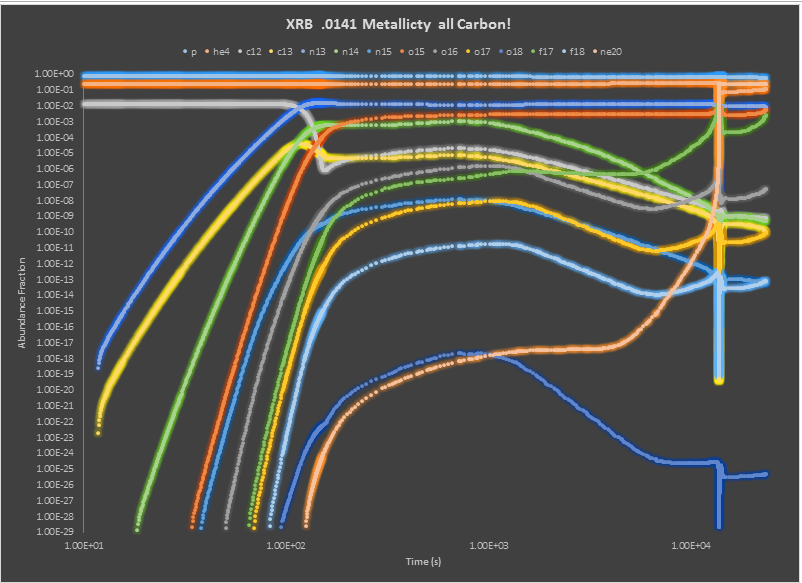 XRB .0141 Metallicty all Carbon!
p he4 c12 c13 n13 n14 n15 o15 o16 o17 o18 f17 f18 ne20
Abundance Fraction
1.00E+00
1.00E-01
1.00E-02
1.00E-03
1.00E-04
1.00E-05
1.00E-06
1.00E-07
1.00E-08
1.00E-09
1.00E-10
1.00E-11
1.00E-12
1.00E-13
1.00E-14
1.00E-15
1.00E-16
1.00E-17
1.00E-18
1.00E-19
1.00E-20
1.00E-21
1.00E-22
1.00E-23
1.00E-24
1.00E-25
1.00E-26
1.00E-27
1.00E-28
1.00E-29
1.00E+01 1.00E+02 1.00E+03 1.00E+04
Time (s)